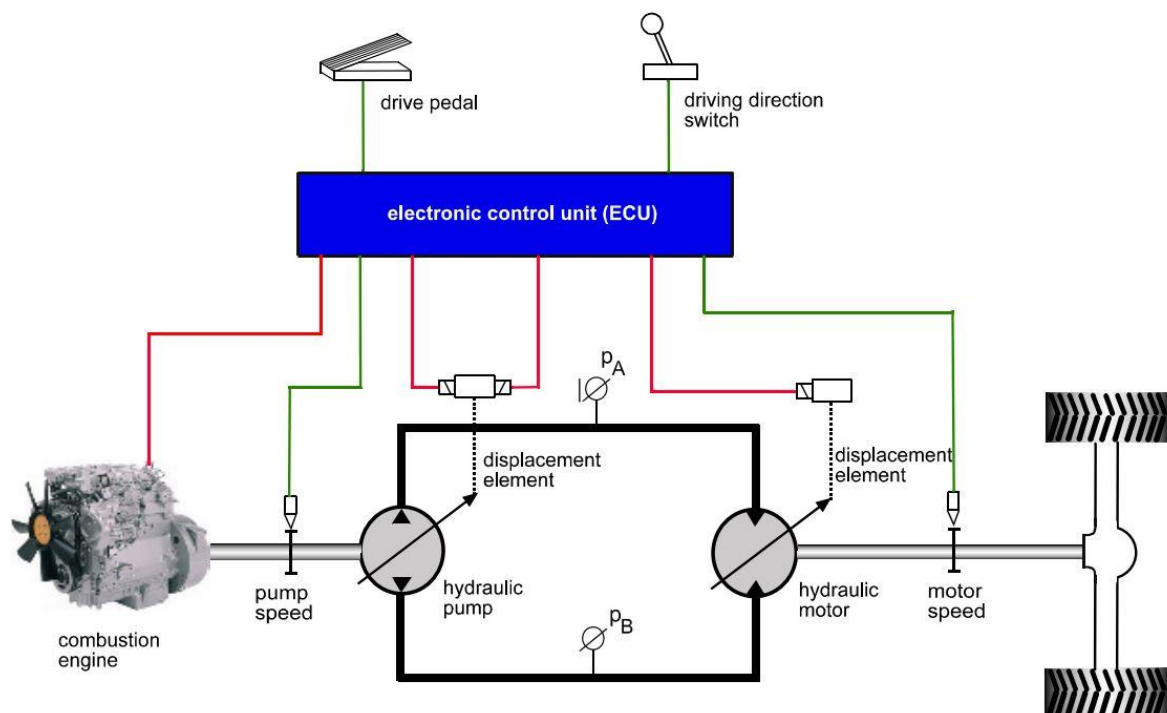 drive pedal
driving direction
switch
electronic control unit (ECU)
pA
displacement
element
displacement
element
pump
speed
hydraulic
pump
hydraulic
motor
motor
speed
combustion
engine
pB